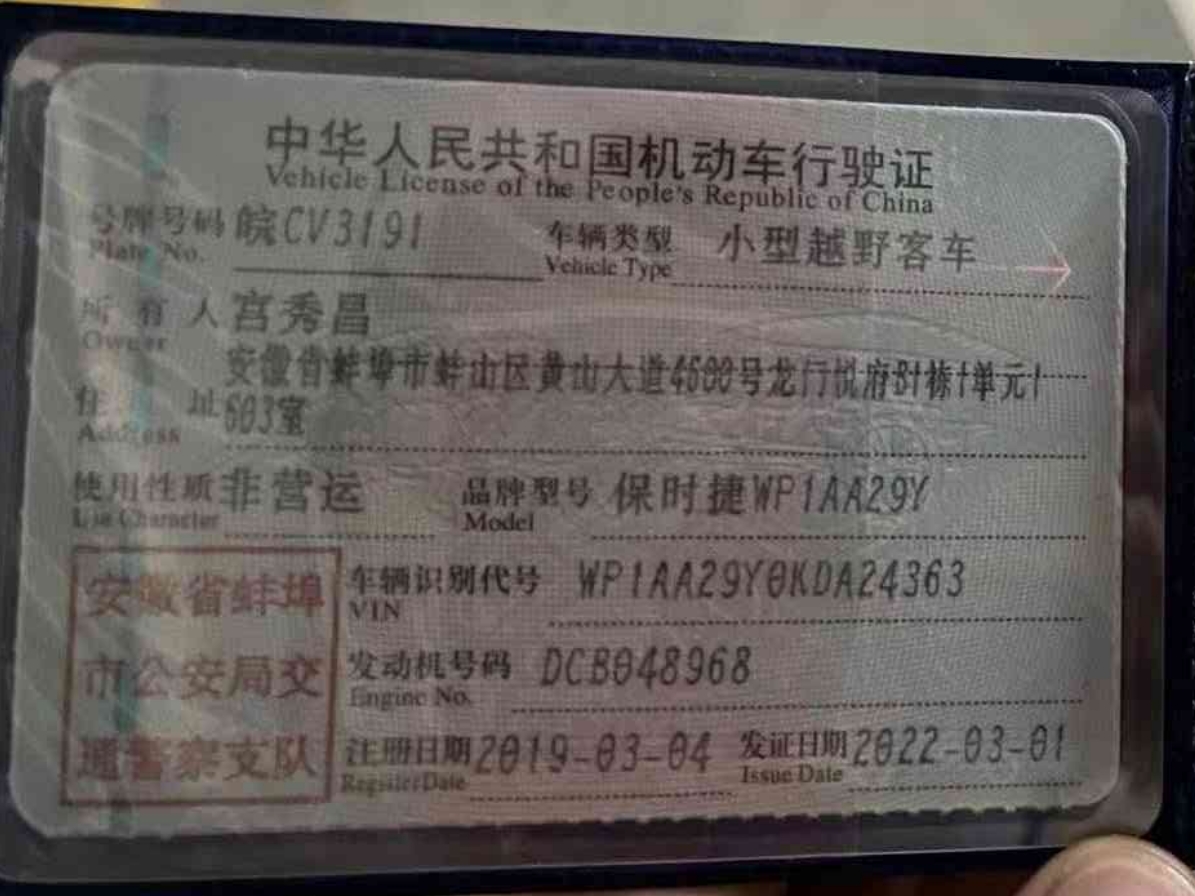 中华人民共和国机动车行驶证
Vehicle License of the People's Republic of China
号牌号码 皖CV3191 车辆类型 小型越野客车
Plate No. Vehicle Type
所有人 宫秀昌
Owner
安徽省蚌埠市蚌山区黄山大道4500号龙行悦府B1栋1单元1
住址 603室
Address
使用性质 非营运 品牌型号 保时捷WP1AA29Y
Use Character Model
安徽省蚌埠 车辆识别代号 WP1AA29Y0KDA24363
VIN
市公安局交 发动机号码 DCB048968
Engine No.
通警察支队 注册日期 2019-03-04 发证日期 2022-03-01
Register Date Issue Date